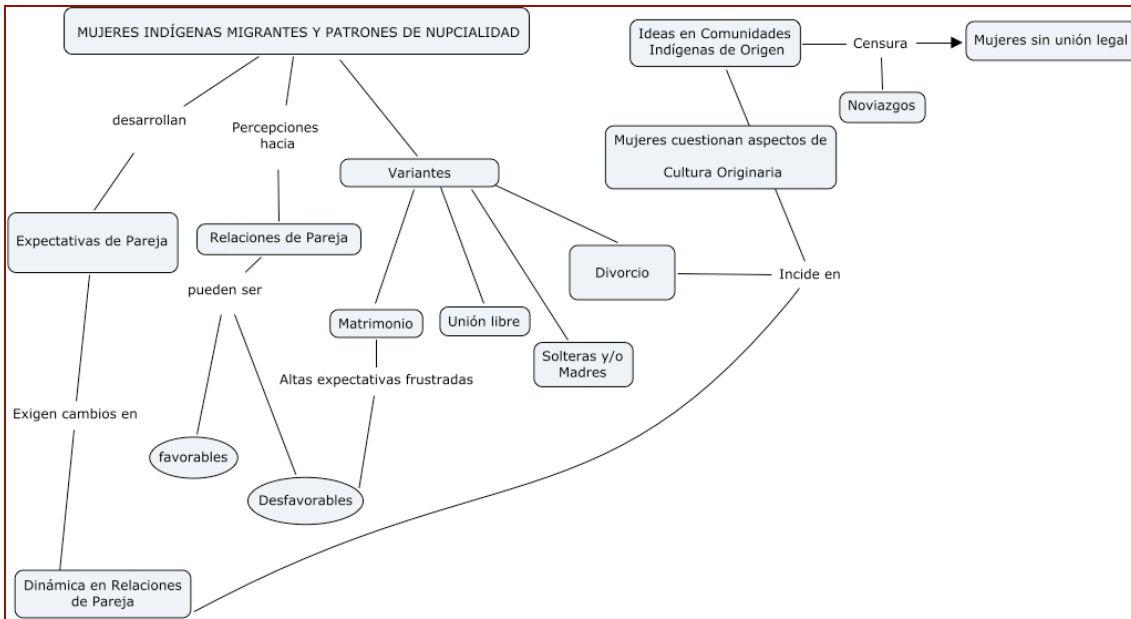 MUJERES INDÍGENAS MIGRANTES Y PATRONES DE NUPCIALIDAD
Ideas en Comunidades
Indígenas de Origen
Censura
Mujeres sin unión legal
Noviazgos
desarrollan
Percepciones
hacia
Mujeres cuestionan aspectos de
Cultura Originaria
Variantes
Expectativas de Pareja
Relaciones de Pareja
Divorcio
Incide en
pueden ser
Matrimonio
Unión libre
Solteras y/o
Madres
Altas expectativas frustradas
Exigen cambios en
favorables
Desfavorables
Dinámica en Relaciones
de Pareja